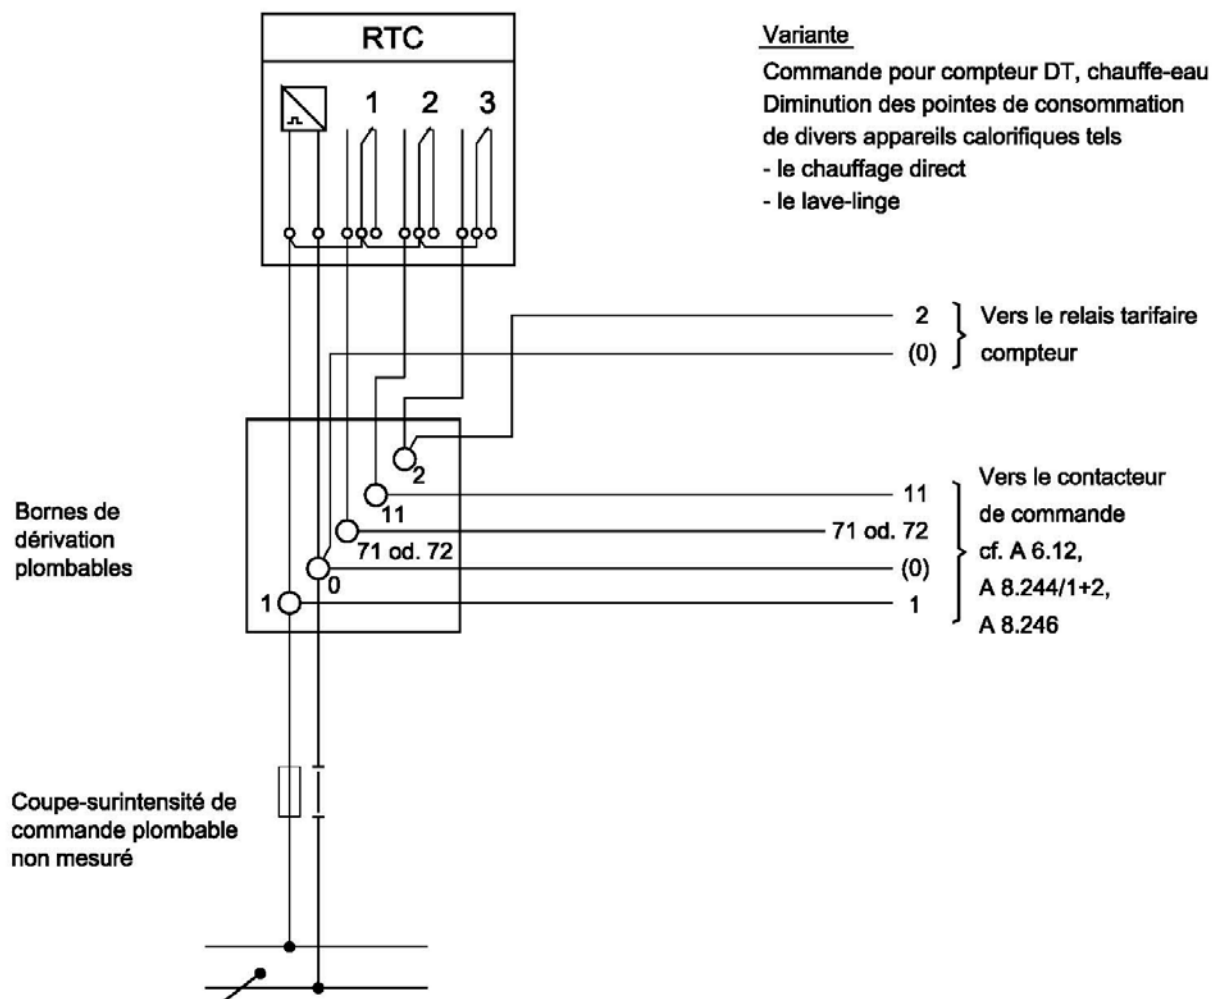 RTC
1 2 3
Variante
Commande pour compteur DT, chauffe-eau
Diminution des pointes de consommation
de divers appareils calorifiques tels
- le chauffage direct
- le lave-linge
2
(0)
Vers le relais tarifaire
compteur
Bornes de
dérivation
plombables
2
11
71 od. 72
0
1
11
71 od. 72
(0)
1
Vers le contacteur
de commande
cf. A 6.12,
A 8.244/1+2,
A 8.246
Coupe-surintensité de
commande plombable
non mesuré